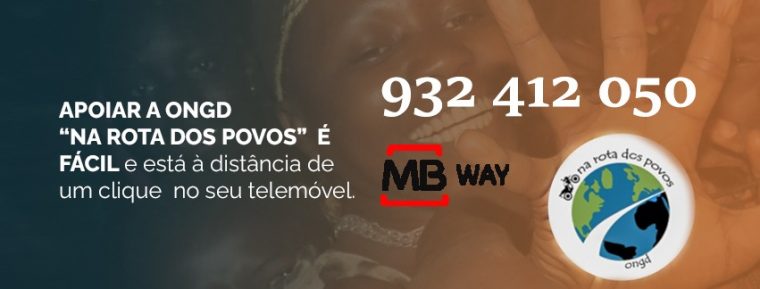 APOIAR A ONGD
“NA ROTA DOS POVOS” É
FÁCIL e está à distância de
um clique no seu telemóvel.
932 412 050
MB WAY
na rota dos povos
ongd